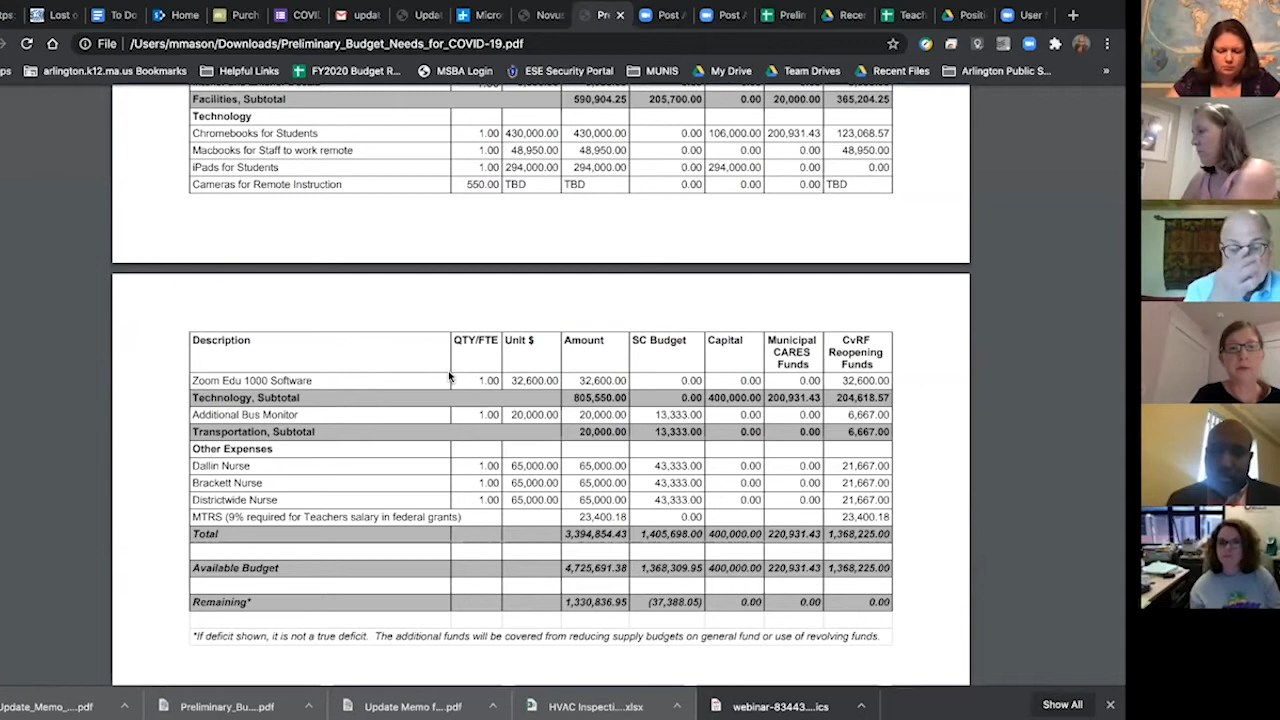 tps: Lost o To Do Home Purch COVI updat Upda Micro Novus Pre Post A Post A Prelin Recer Teach Positi User
File /Users/mmason/Downloads/Preliminary_Budget_Needs_for_COVID-19.pdf
ps arlington.k12.ma.us Bookmarks Helpful Links FY2020 Budget R... MSBA Login ESE Security Portal MUNIS My Drive Team Drives Recent Files Arlington Public S... »
Facilities, Subtotal 590,904.25 205,700.00 0.00 20,000.00 365,204.25
Technology
Chromebooks for Students 1.00 430,000.00 430,000.00 0.00 106,000.00 200,931.43 123,068.57
Macbooks for Staff to work remote 1.00 48,950.00 48,950.00 0.00 0.00 0.00 48,950.00
iPads for Students 1.00 294,000.00 294,000.00 0.00 294,000.00 0.00 0.00
Cameras for Remote Instruction 550.00 TBD TBD 0.00 0.00 0.00 TBD
Description QTY/FTE Unit $ Amount SC Budget Capital Municipal CARES Funds CvRF Reopening Funds
Zoom Edu 1000 Software 1.00 32,600.00 32,600.00 0.00 0.00 0.00 32,600.00
Technology, Subtotal 805,550.00 0.00 400,000.00 200,931.43 204,618.57
Additional Bus Monitor 1.00 20,000.00 20,000.00 13,333.00 0.00 0.00 6,667.00
Transportation, Subtotal 20,000.00 13,333.00 0.00 0.00 6,667.00
Other Expenses
Dallin Nurse 1.00 65,000.00 65,000.00 43,333.00 0.00 0.00 21,667.00
Brackett Nurse 1.00 65,000.00 65,000.00 43,333.00 0.00 0.00 21,667.00
Districtwide Nurse 1.00 65,000.00 65,000.00 43,333.00 0.00 0.00 21,667.00
MTRS (9% required for Teachers salary in federal grants) 23,400.18 0.00 23,400.18
Total 3,394,854.43 1,405,698.00 400,000.00 220,931.43 1,368,225.00
Available Budget 4,725,691.38 1,368,309.95 400,000.00 220,931.43 1,368,225.00
Remaining* 1,330,836.95 (37,388.05) 0.00 0.00 0.00
*If deficit shown, it is not a true deficit. The additional funds will be covered from reducing supply budgets on general fund or use of revolving funds.
Update_Memo_....pdf Preliminary_Bu....pdf Update Memo f....pdf HVAC Inspecti....xlsx webinar-83443....ics Show All